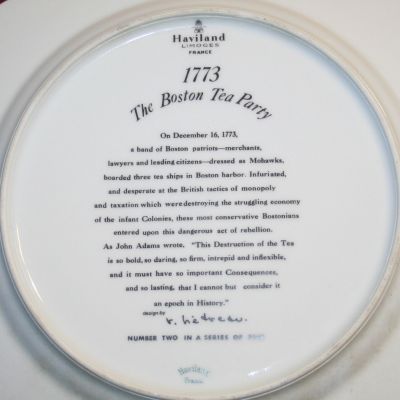 Haviland
LIMOGES
FRANCE
1773
The Boston Tea Party
On December 16, 1773,
a band of Boston patriots—merchants,
lawyers and leading citizens—dressed as Mohawks,
boarded three tea ships in Boston harbor. Infuriated,
and desperate at the British tactics of monopoly
and taxation which were destroying the struggling economy
of the infant Colonies, these most conservative Bostonians
entered upon this dangerous act of rebellion.
As John Adams wrote, "This Destruction of the Tea
is so bold, so daring, so firm, intrepid and inflexible,
and it must have so important Consequences,
and so lasting, that I cannot but consider it
an epoch in History."
design by
NUMBER TWO IN A SERIES OF
Haviland
France